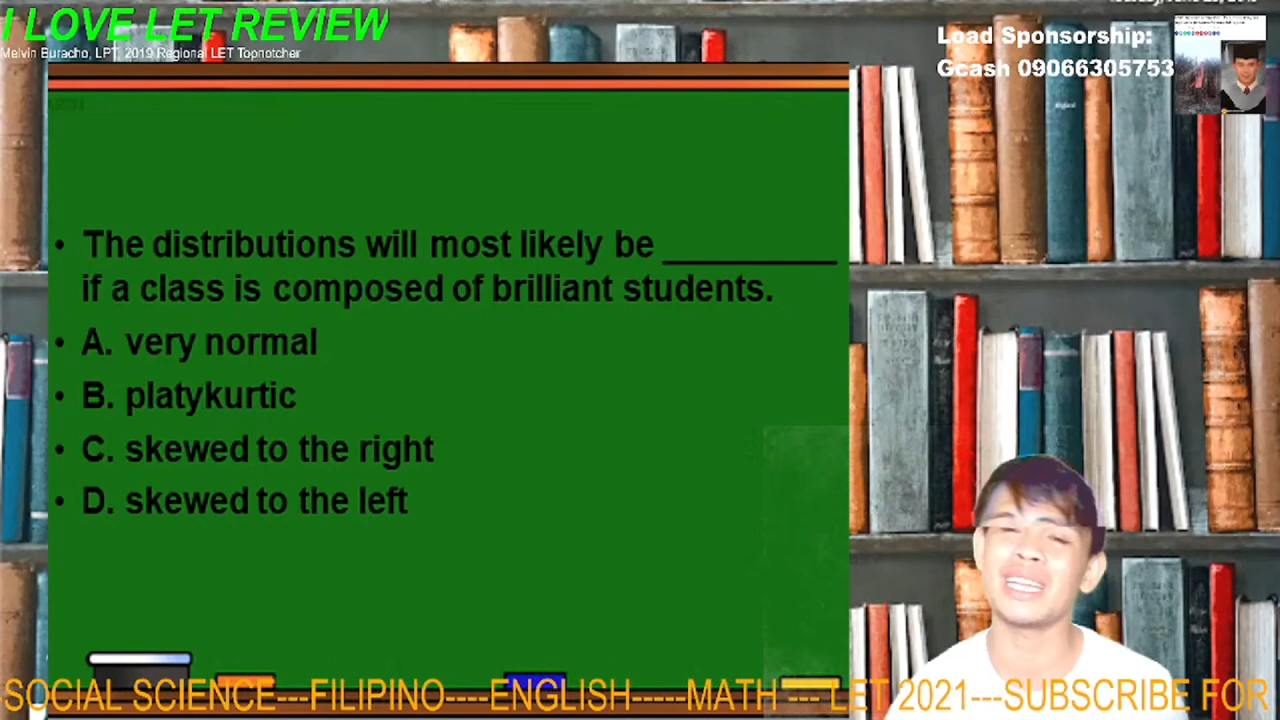 I LOVE LET REVIEW
Melvin Buracho, LPT, 2019 Regional LET Topnotcher
Load Sponsorship:
Gcash 09066305753
• The distributions will most likely be _________
if a class is composed of brilliant students.
• A. very normal
• B. platykurtic
• C. skewed to the right
• D. skewed to the left
SOCIAL SCIENCE---FILIPINO----ENGLISH-----MATH --- LET 2021---SUBSCRIBE FOR